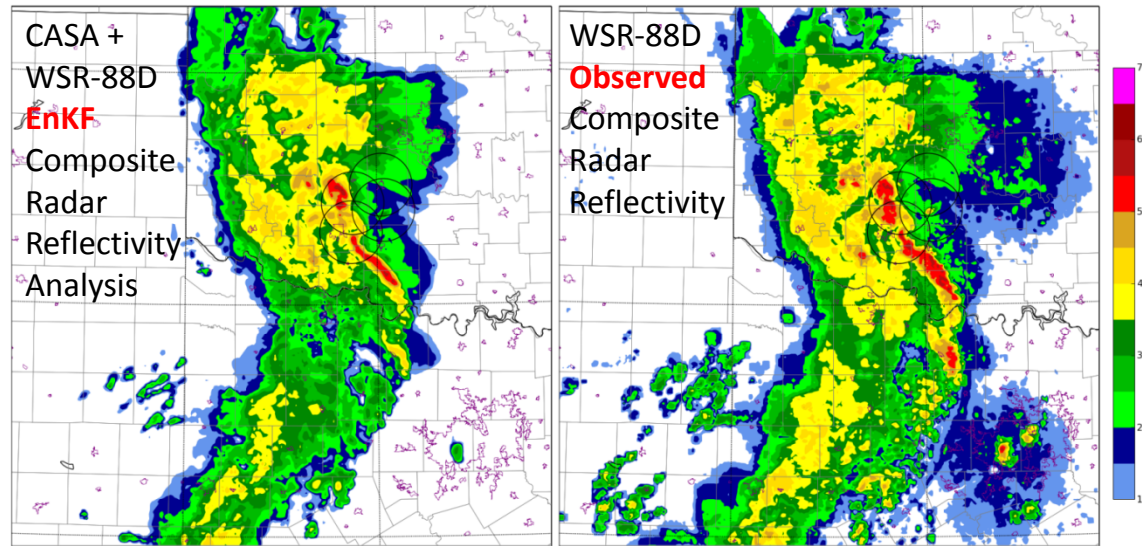 CASA +
WSR-88D
EnKF
Composite
Radar
Reflectivity
Analysis
WSR-88D
Observed
Composite
Radar
Reflectivity
7
6
5
4
3
2
1